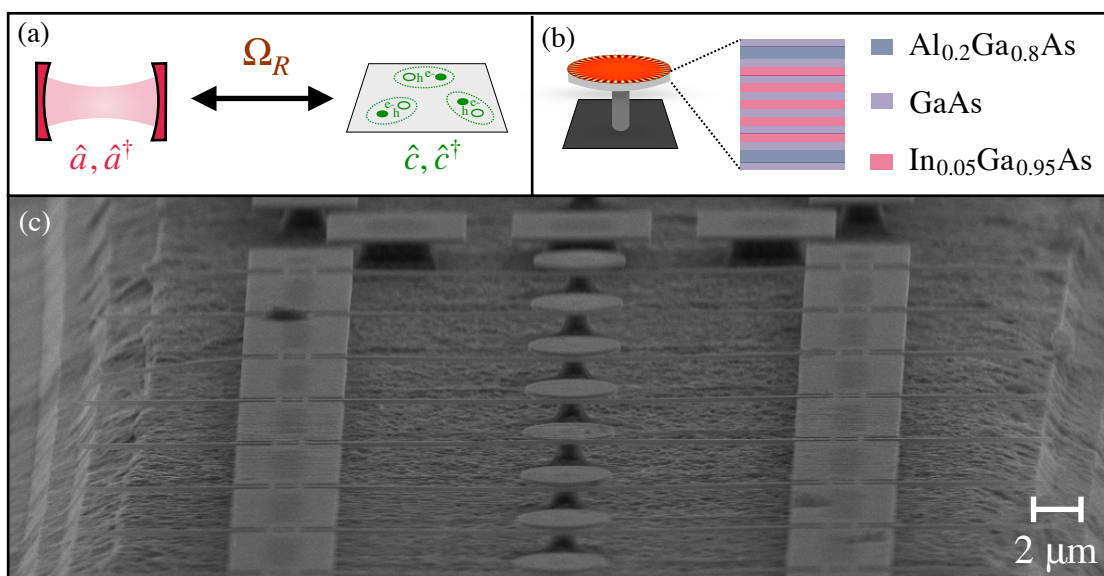 (a)
Ω_R
h e-
e- h
e- h
â, â†
ĉ, ĉ†
(b)
Al0.2Ga0.8As
GaAs
In0.05Ga0.95As
(c)
2 μm